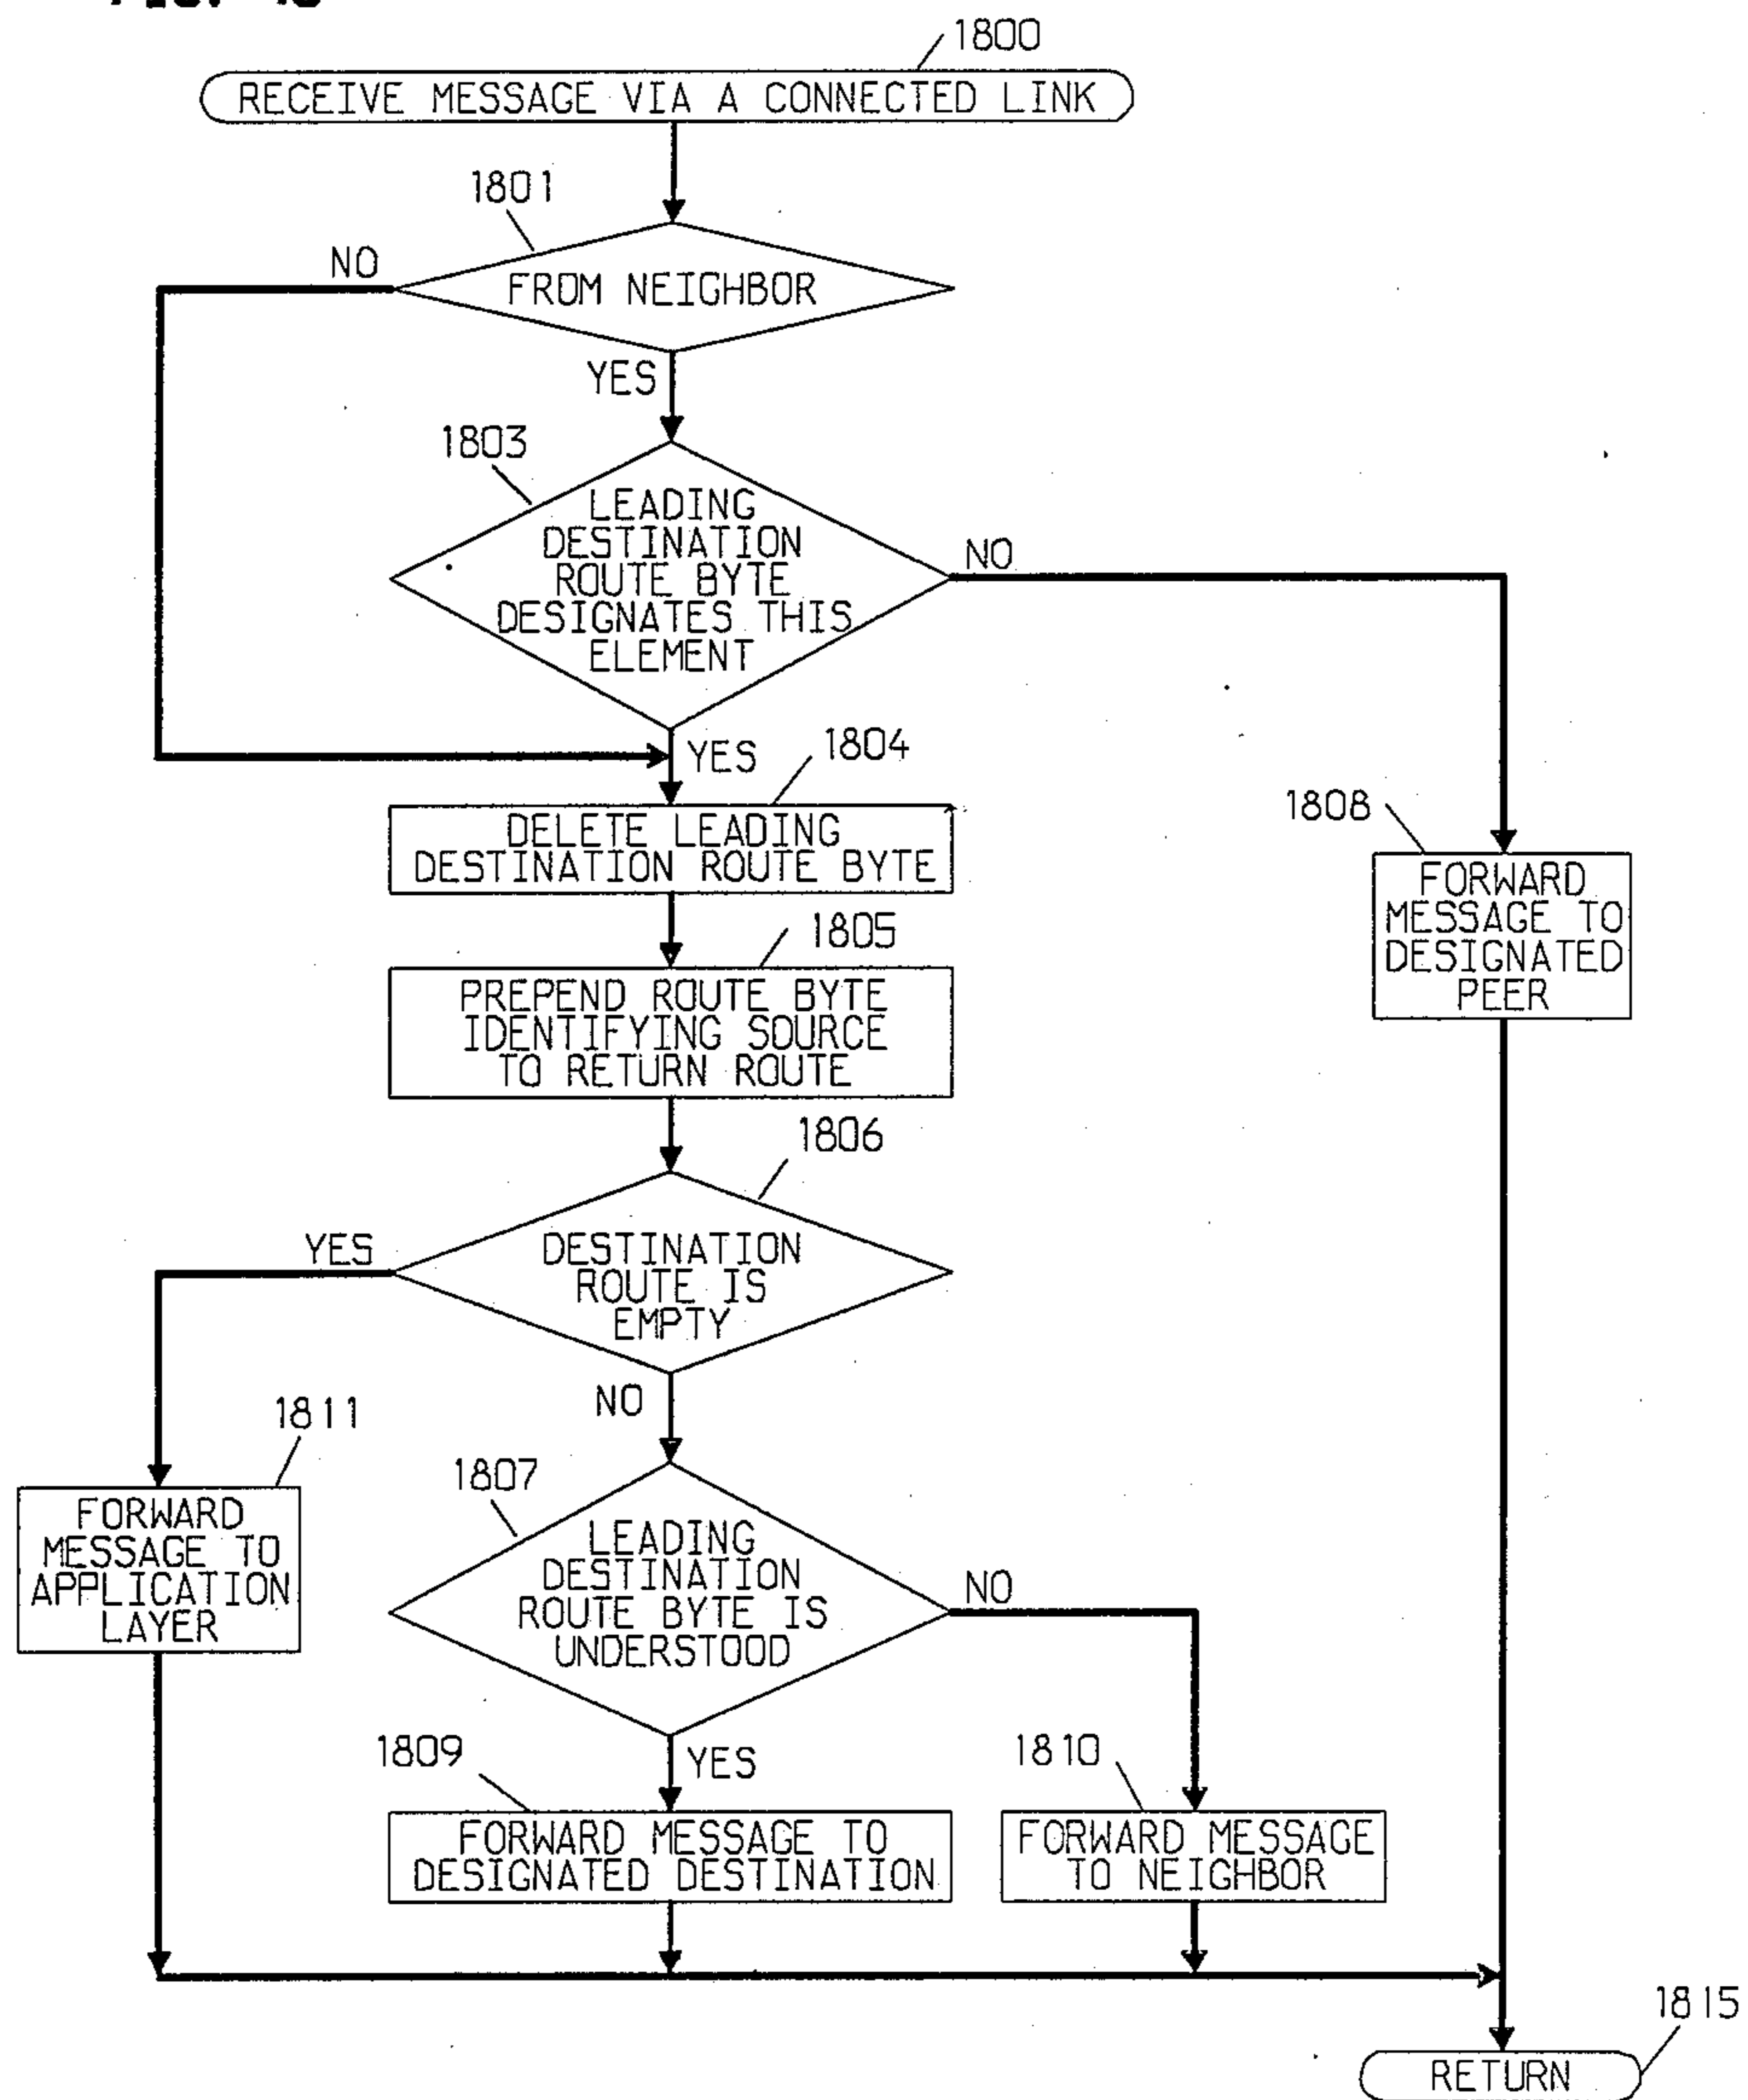 1800
RECEIVE MESSAGE VIA A CONNECTED LINK
1801
NO
FROM NEIGHBOR
YES
1803
LEADING
DESTINATION
ROUTE BYTE
DESIGNATES THIS
ELEMENT
NO
YES
1804
DELETE LEADING
DESTINATION ROUTE BYTE
1808
FORWARD
MESSAGE TO
DESIGNATED
PEER
1805
PREPEND ROUTE BYTE
IDENTIFYING SOURCE
TO RETURN ROUTE
1806
YES
DESTINATION
ROUTE IS
EMPTY
NO
1811
FORWARD
MESSAGE TO
APPLICATION
LAYER
1807
LEADING
DESTINATION
ROUTE BYTE IS
UNDERSTOOD
NO
1809
YES
1810
FORWARD MESSAGE TO
DESIGNATED DESTINATION
FORWARD MESSAGE
TO NEIGHBOR
1815
RETURN